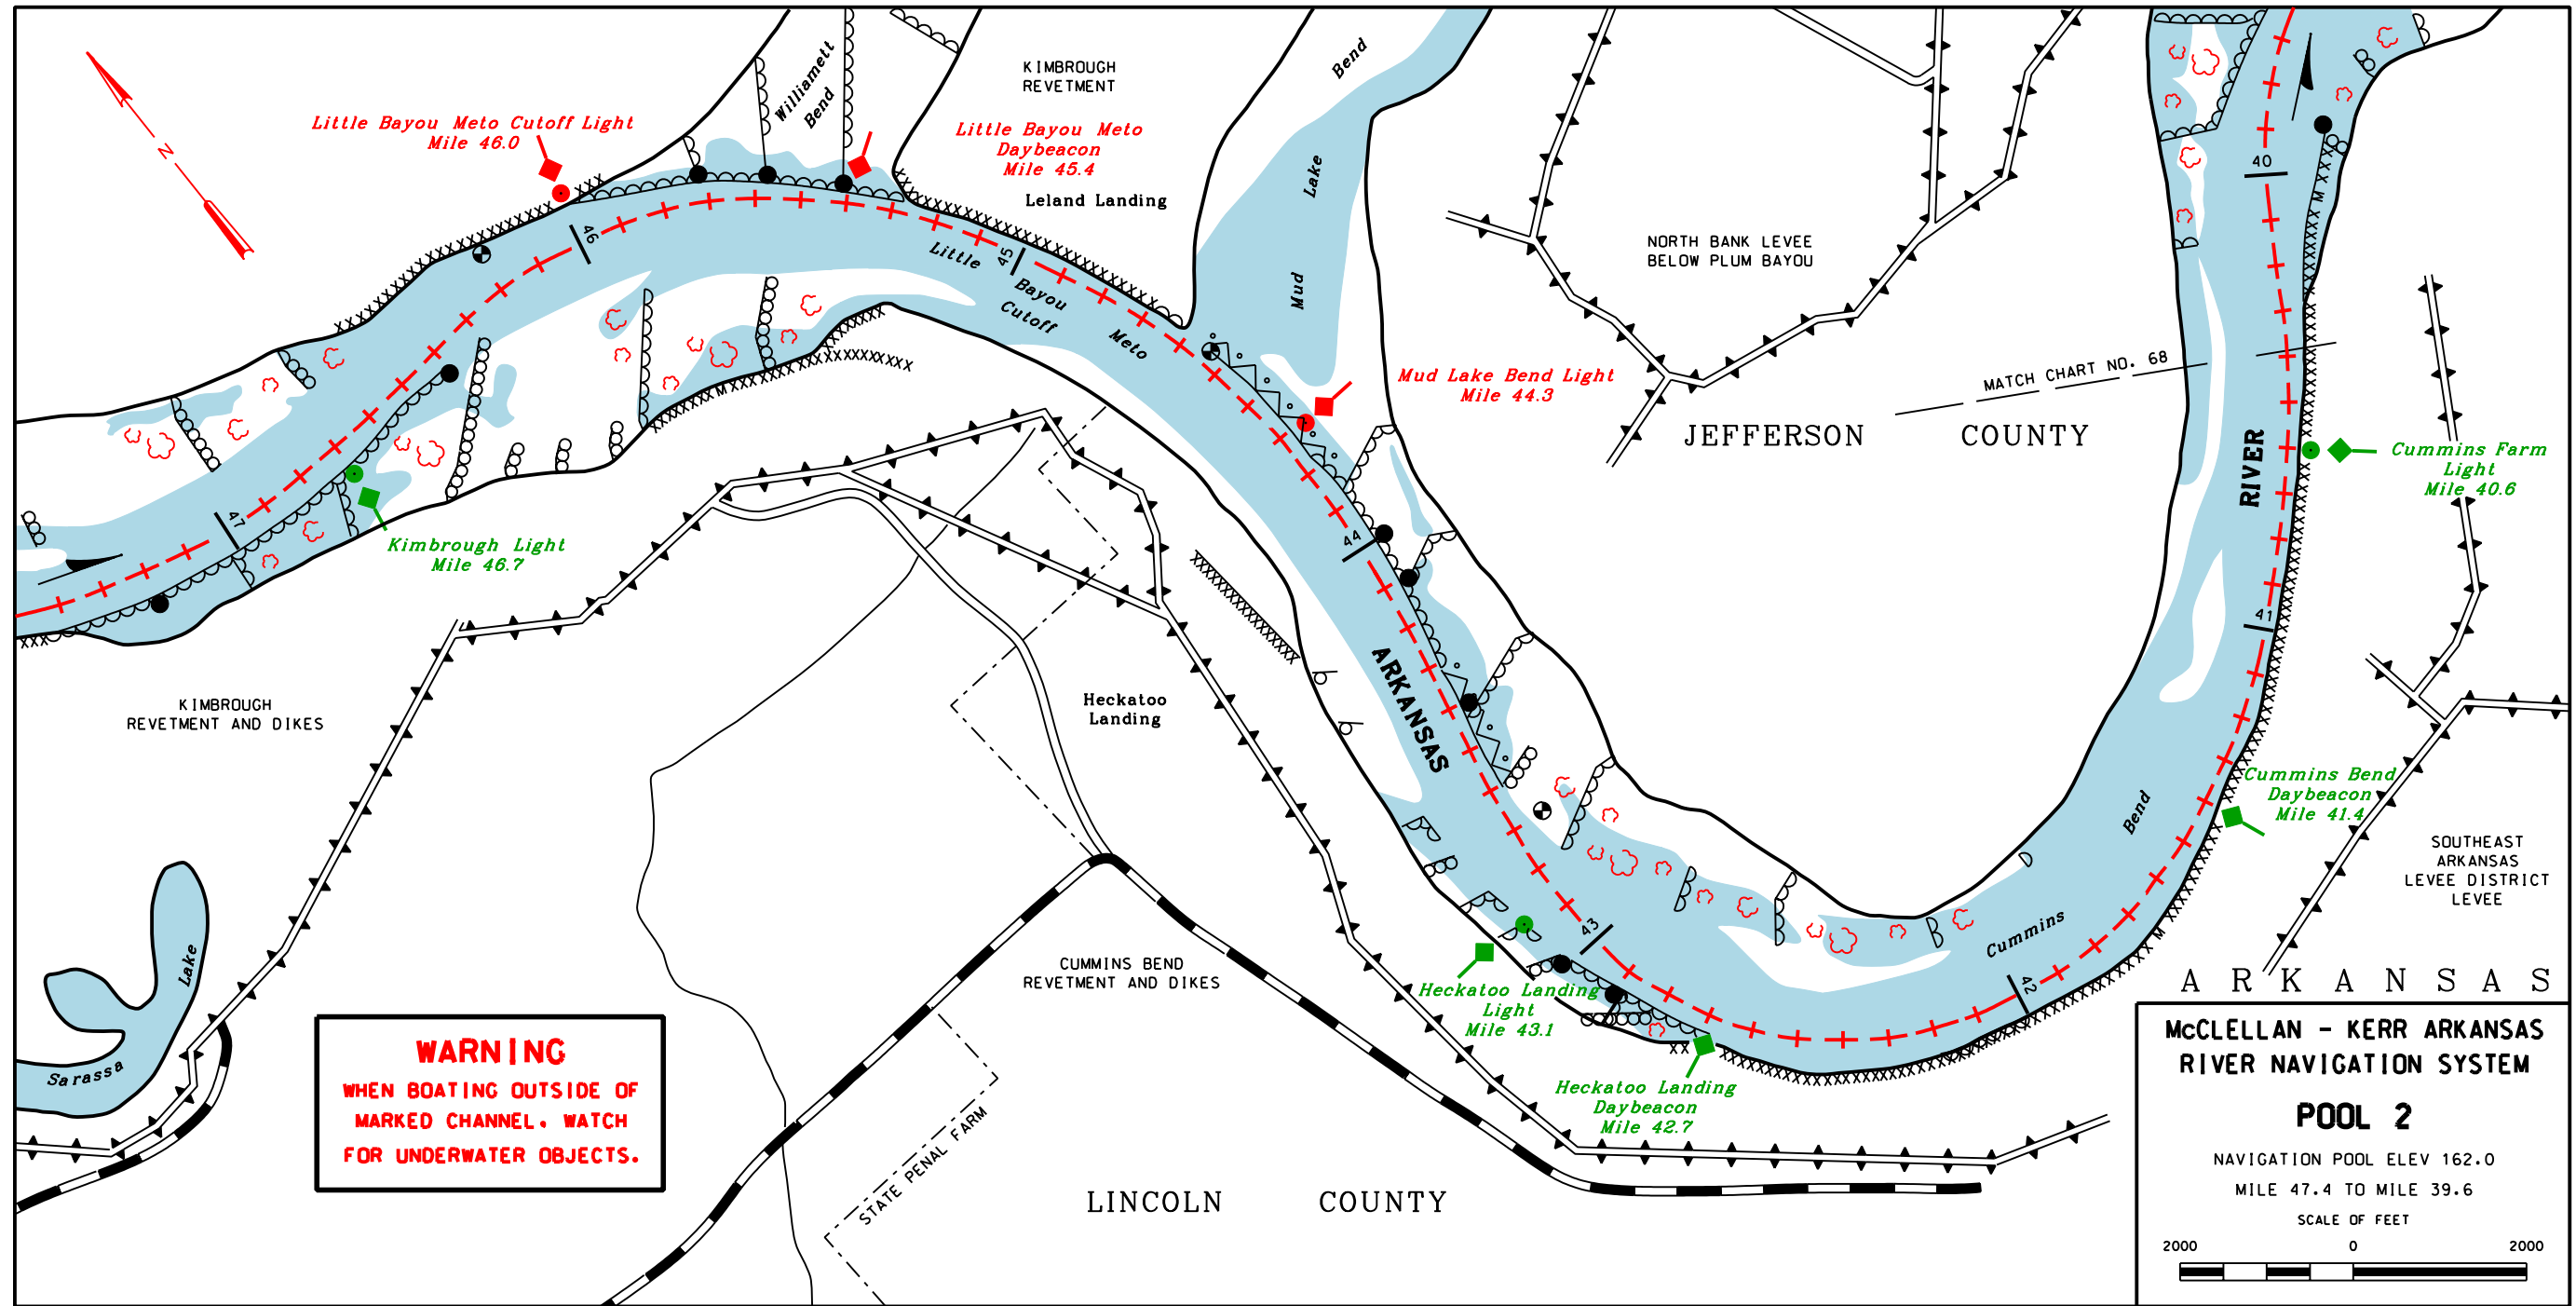 KIMBROUGH
REVETMENT
Williamett
Bend
Bend
Lake
Mud
Little Bayou Meto Cutoff Light
Mile 46.0
Little Bayou Meto
Daybeacon
Mile 45.4
Leland Landing
N
46
45
Little
Bayou
Cutoff
Meto
NORTH BANK LEVEE
BELOW PLUM BAYOU
40
M
MATCH CHART NO. 68
Mud Lake Bend Light
Mile 44.3
JEFFERSON COUNTY
RIVER
Cummins Farm
Light
Mile 40.6
M
47
Kimbrough Light
Mile 46.7
44
41
KIMBROUGH
REVETMENT AND DIKES
Heckatoo
Landing
ARKANSAS
Cummins Bend
Daybeacon
Mile 41.4
Bend
Cummins
SOUTHEAST
ARKANSAS
LEVEE DISTRICT
LEVEE
43
42
M
Lake
Sarassa
CUMMINS BEND
REVETMENT AND DIKES
Heckatoo Landing
Light
Mile 43.1
Heckatoo Landing
Daybeacon
Mile 42.7
STATE PENAL FARM
LINCOLN COUNTY
ARKANSAS
WARNING
WHEN BOATING OUTSIDE OF
MARKED CHANNEL. WATCH
FOR UNDERWATER OBJECTS.
McCLELLAN - KERR ARKANSAS
RIVER NAVIGATION SYSTEM
POOL 2
NAVIGATION POOL ELEV 162.0
MILE 47.4 TO MILE 39.6
SCALE OF FEET
2000 0 2000